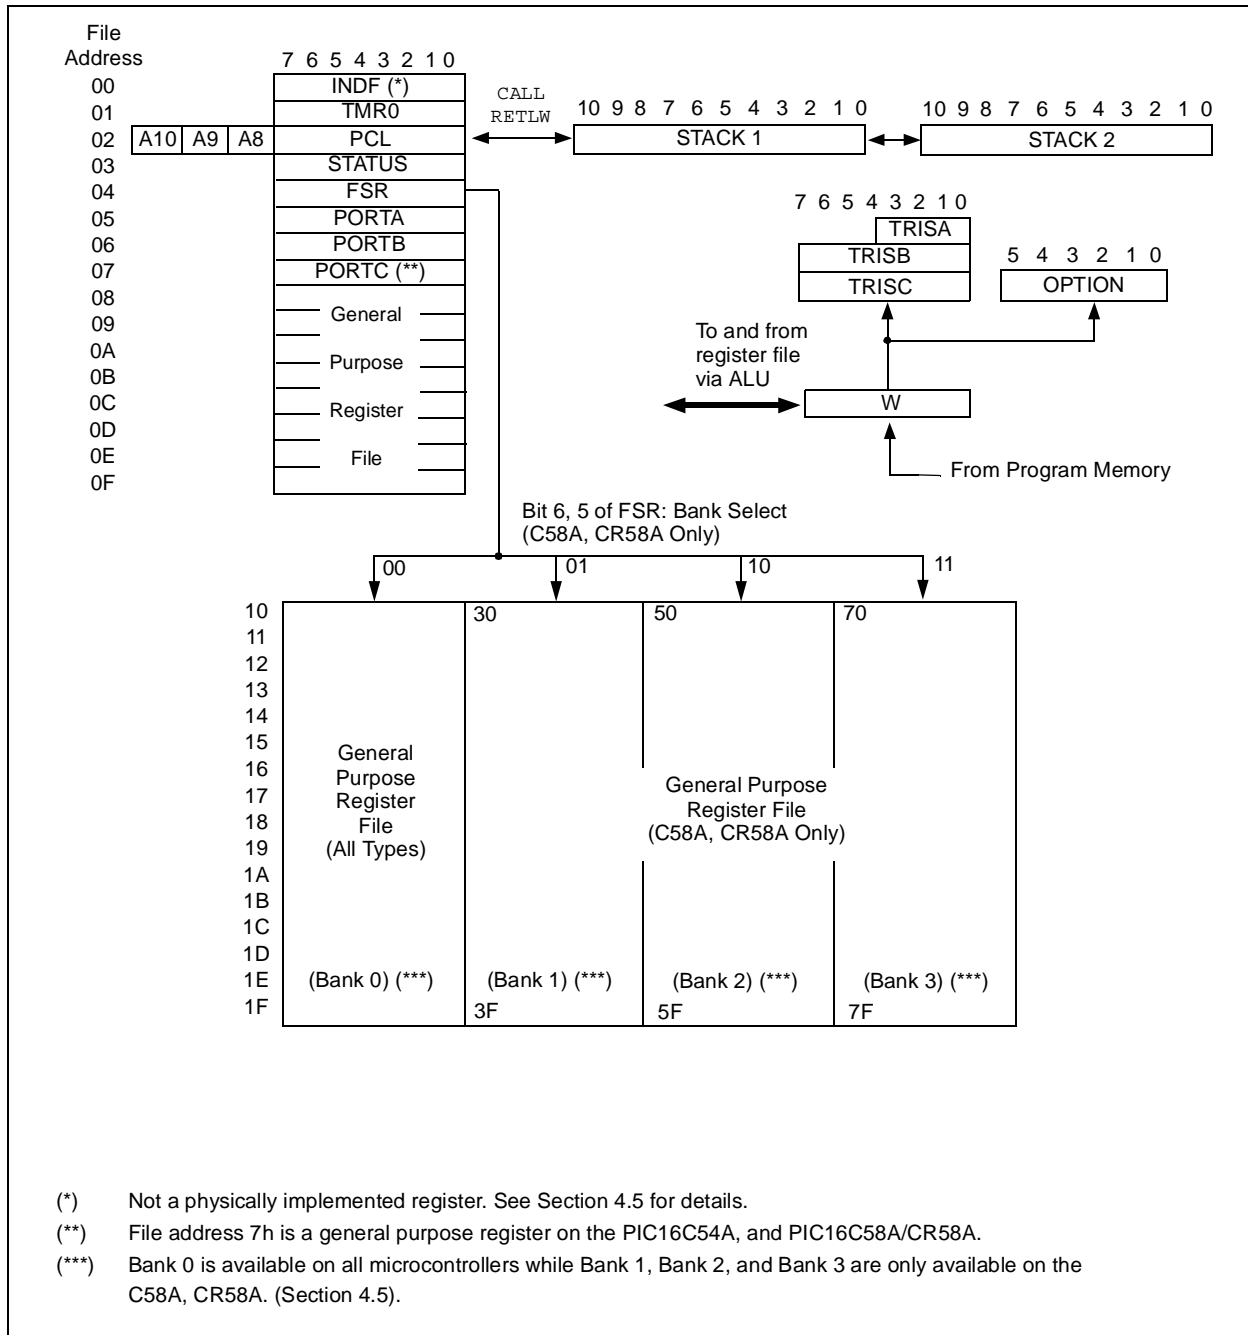 File
Address
7 6 5 4 3 2 1 0
00 INDF (*)
01 TMR0
02 A10 A9 A8 PCL
03 STATUS
04 FSR
05 PORTA
06 PORTB
07 PORTC (**)
08
09
0A
0B
0C
0D
0E
0F
General
Purpose
Register
File
CALL
RETLW
10 9 8 7 6 5 4 3 2 1 0
STACK 1
10 9 8 7 6 5 4 3 2 1 0
STACK 2
7 6 5 4 3 2 1 0
TRISA
TRISB
TRISC
5 4 3 2 1 0
OPTION
To and from
register file
via ALU
W
From Program Memory
Bit 6, 5 of FSR: Bank Select
(C58A, CR58A Only)
00 01 10 11
10
11
12
13
14
15
16
17
18
19
1A
1B
1C
1D
1E
1F
30 50 70
General
Purpose
Register
File
(All Types)
General Purpose
Register File
(C58A, CR58A Only)
(Bank 0) (***) (Bank 1) (***) (Bank 2) (***) (Bank 3) (***)
3F 5F 7F
(*) Not a physically implemented register. See Section 4.5 for details.
(**) File address 7h is a general purpose register on the PIC16C54A, and PIC16C58A/CR58A.
(***) Bank 0 is available on all microcontrollers while Bank 1, Bank 2, and Bank 3 are only available on the
C58A, CR58A. (Section 4.5).